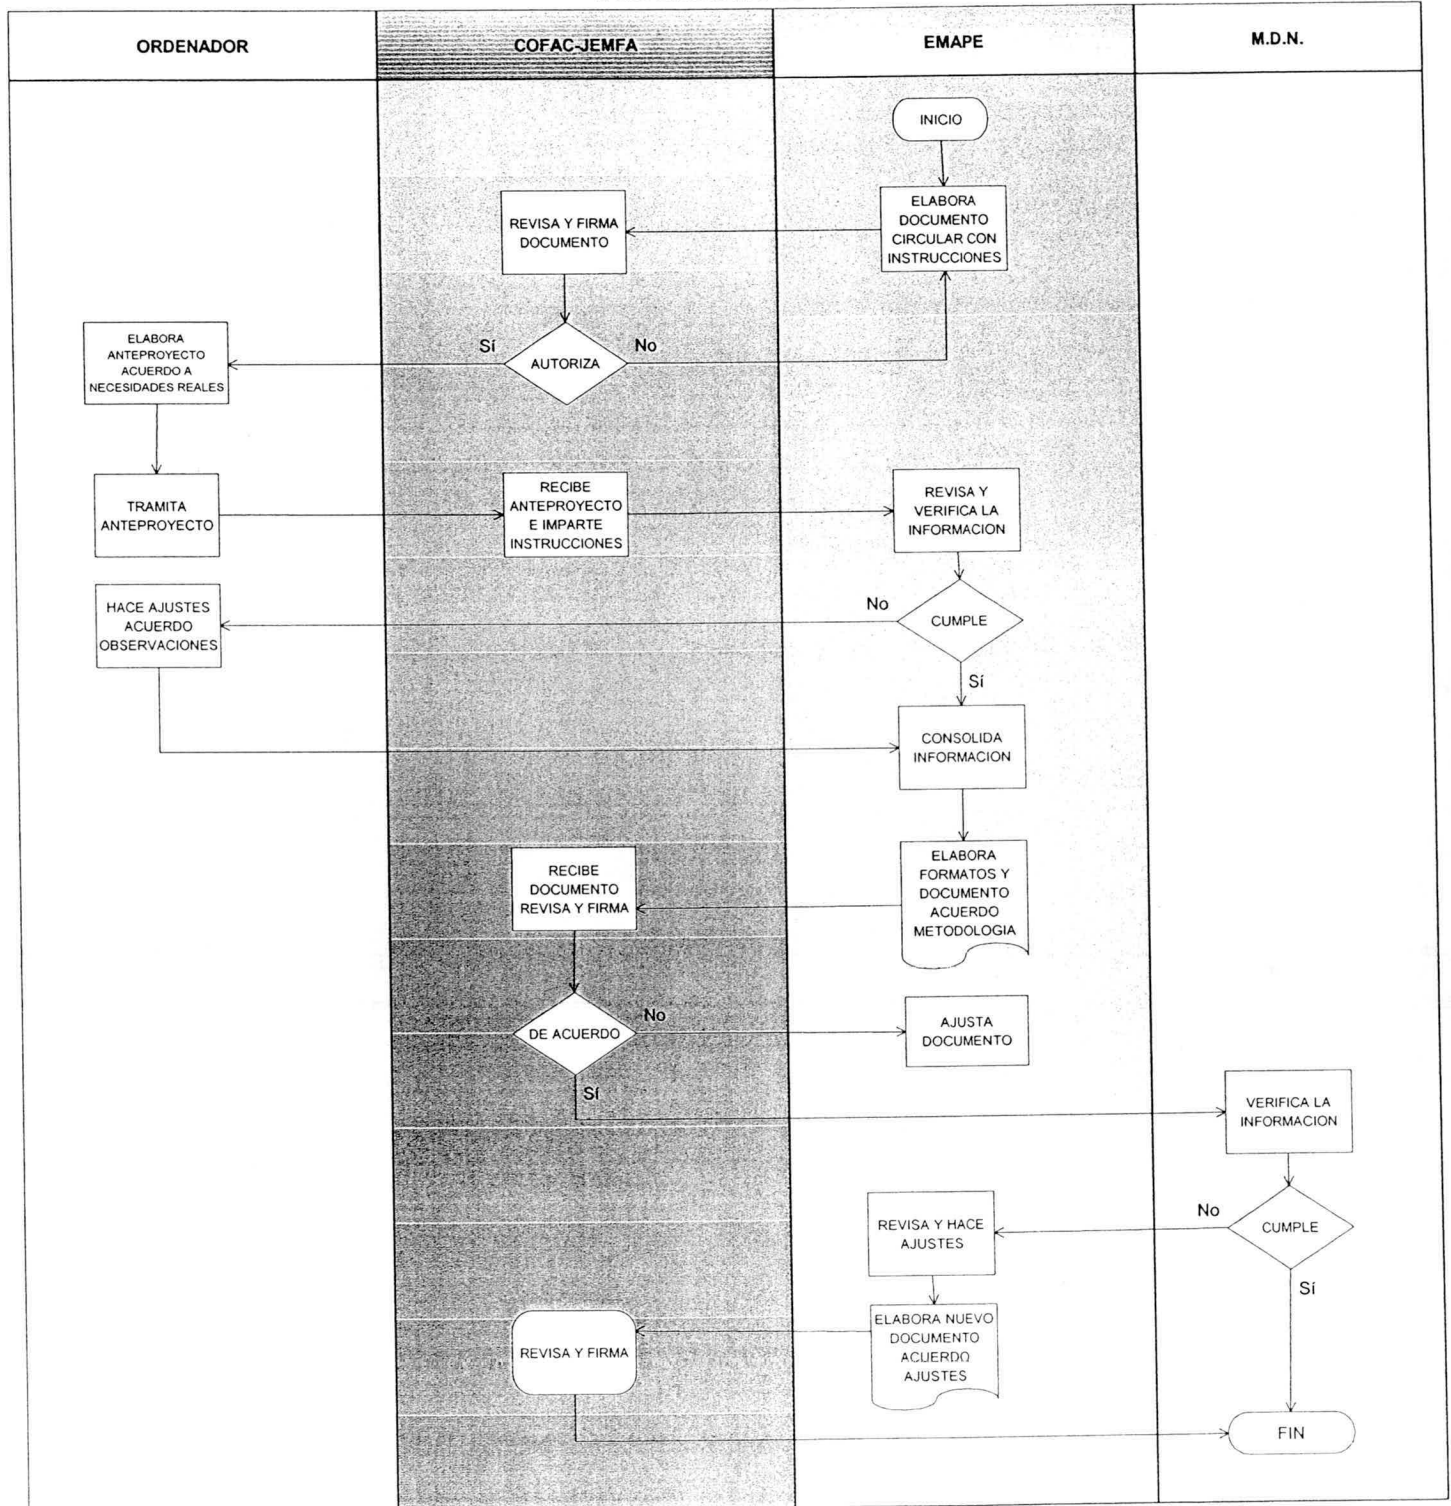 ORDENADOR
COFAC-JEMFA
EMAPE
M.D.N.
INICIO
ELABORA
DOCUMENTO
CIRCULAR CON
INSTRUCCIONES
REVISA Y FIRMA
DOCUMENTO
Sí
AUTORIZA
No
ELABORA
ANTEPROYECTO
ACUERDO A
NECESIDADES REALES
TRAMITA
ANTEPROYECTO
RECIBE
ANTEPROYECTO
E IMPARTE
INSTRUCCIONES
REVISA Y
VERIFICA LA
INFORMACION
No
CUMPLE
Sí
HACE AJUSTES
ACUERDO
OBSERVACIONES
CONSOLIDA
INFORMACION
ELABORA
FORMATOS Y
DOCUMENTO
ACUERDO
METODOLOGIA
RECIBE
DOCUMENTO
REVISA Y FIRMA
DE ACUERDO
No
Sí
AJUSTA
DOCUMENTO
VERIFICA LA
INFORMACION
No
CUMPLE
Sí
REVISA Y HACE
AJUSTES
ELABORA NUEVO
DOCUMENTO
ACUERDO
AJUSTES
REVISA Y FIRMA
FIN